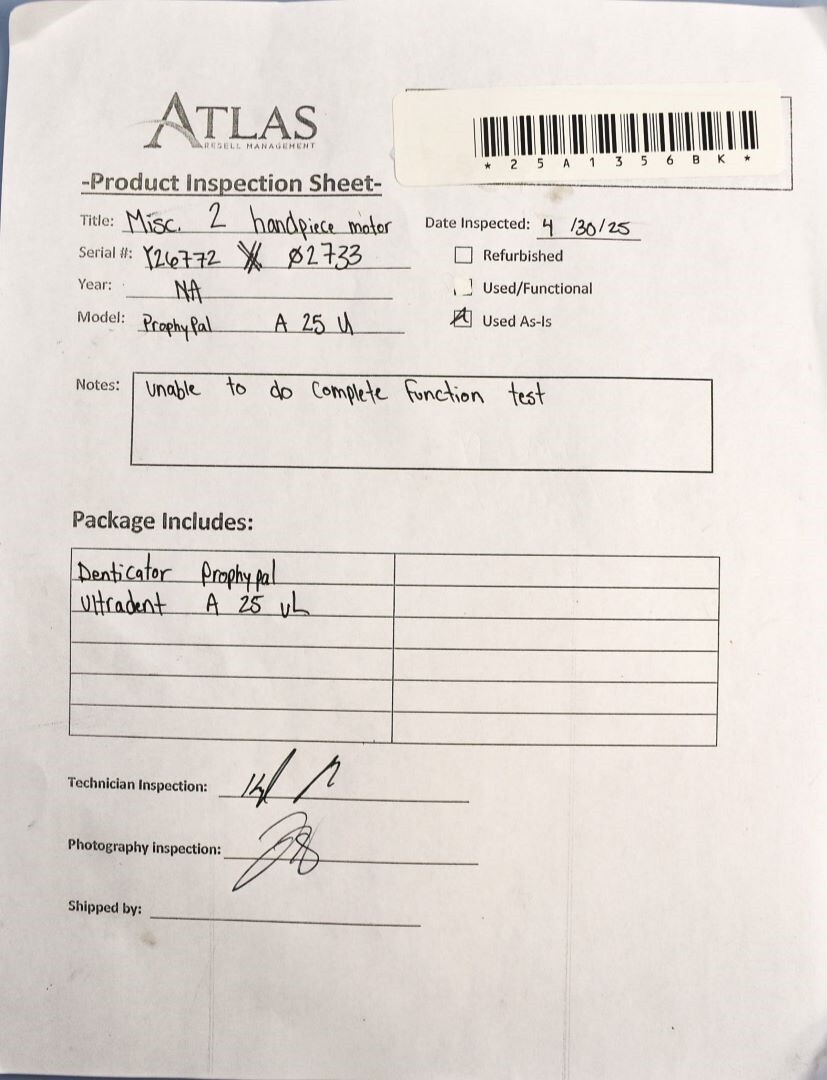 ATLAS
RESELL MANAGEMENT
* 2 5 A 1 3 5 6 B K *
-Product Inspection Sheet-
Title: Misc. 2 handpiece motor
Date Inspected: 4 /30/25
Serial #: Y26772 Ø2733
Refurbished
Year: NA
Used/Functional
Model: ProphyPal A 25 U
Used As-Is
Notes: unable to do complete function test
Package Includes:
Denticator Prophy pal
Ultradent A 25
Technician Inspection:
Photography inspection:
Shipped by: